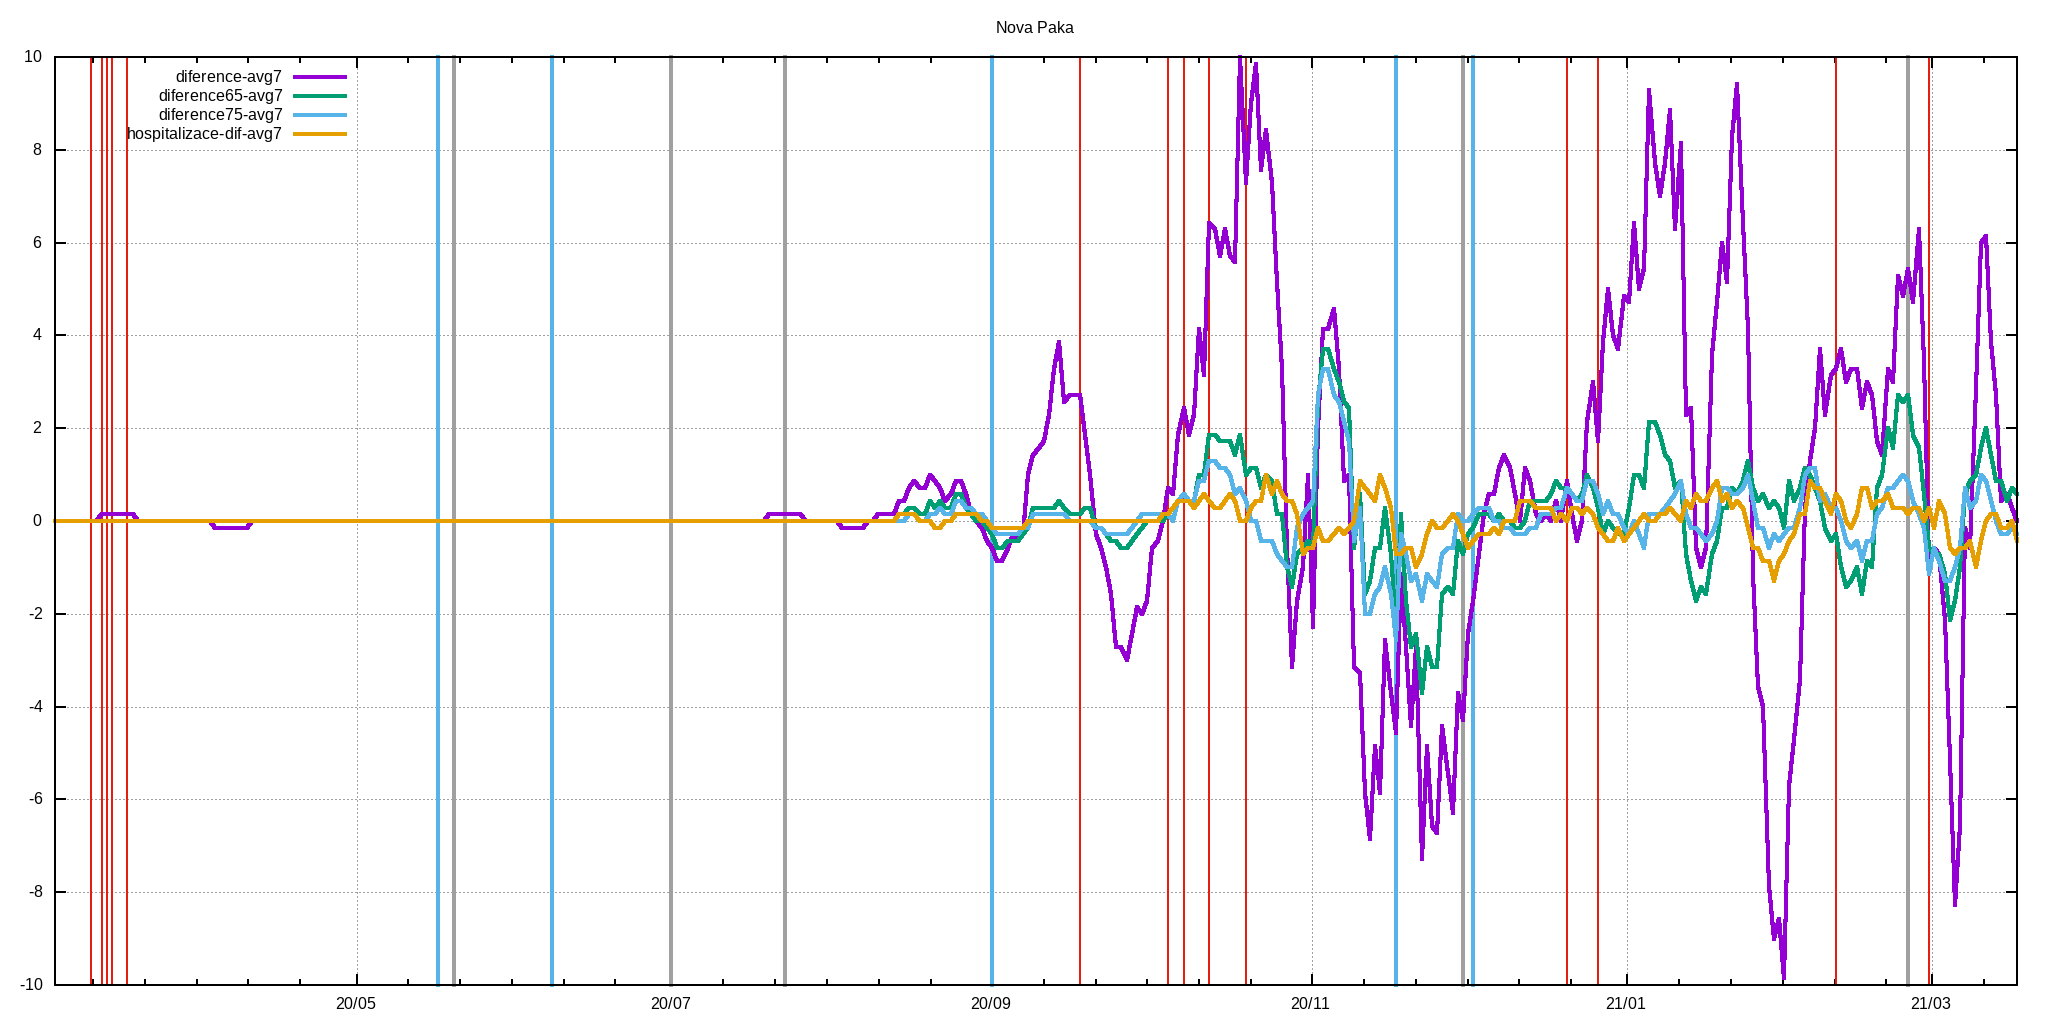 Nova Paka
diference-avg7
diference65-avg7
diference75-avg7
hospitalizace-dif-avg7
10
8
6
4
2
0
-2
-4
-6
-8
-10
20/05 20/07 20/09 20/11 21/01 21/03